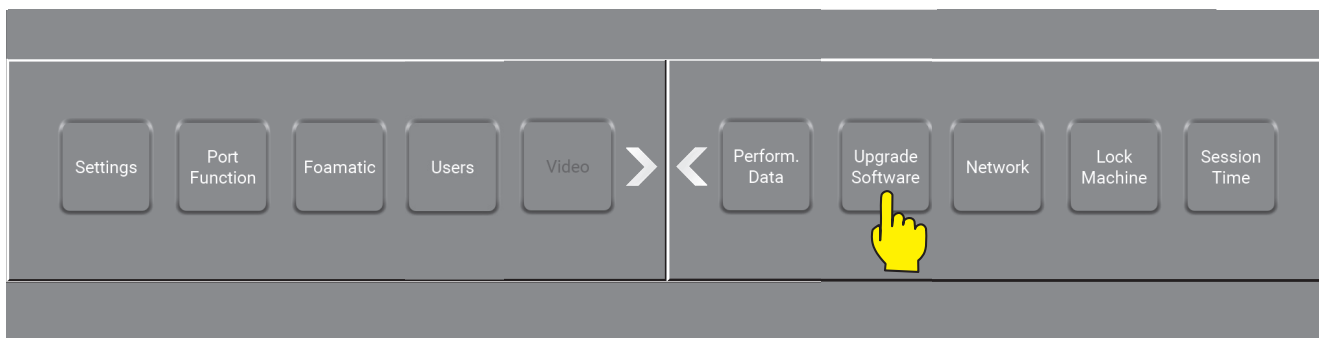 Settings
Port
Function
Foamatic
Users
Video
Perform.
Data
Upgrade
Software
Network
Lock
Machine
Session
Time